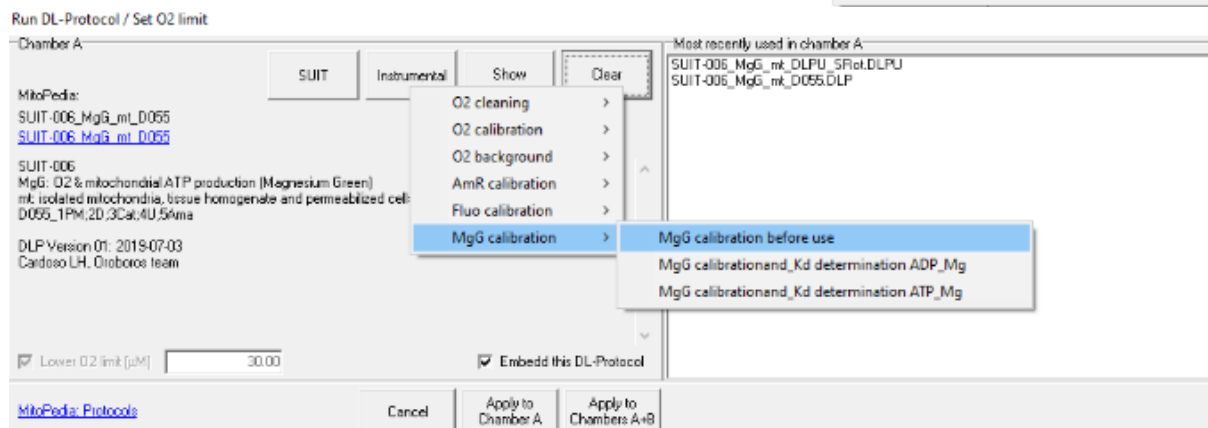 Run DL-Protocol / Set O2 limit
Chamber A
SUIT
Instrumental
Show
Clear
MitoPedia:
SUIT-006_MgG_mt_D055
SUIT-006_MgG_mt_D055
SUIT-006
MgG: O2 & mitochondrial ATP production (Magnesium Green)
mt: isolated mitochondria, tissue homogenate and permeabilized cell
D055_1PM;2D;3Cat;4U;5Ama
DLP Version 01: 2019-07-03
Cardoso LH, Oroboros team
O2 cleaning
O2 calibration
O2 background
AmR calibration
Fluo calibration
MgG calibration
MgG calibration before use
MgG calibrationand_Kd determination ADP_Mg
MgG calibrationand_Kd determination ATP_Mg
Lower O2 limit [µM]
30.00
Embedd this DL-Protocol
MitoPedia: Protocols
Cancel
Apply to
Chamber A
Apply to
Chambers A+B
Most recently used in chamber A
SUIT-006_MgG_mt_DLPU_SRot.DLPU
SUIT-006_MgG_mt_D055.DLP